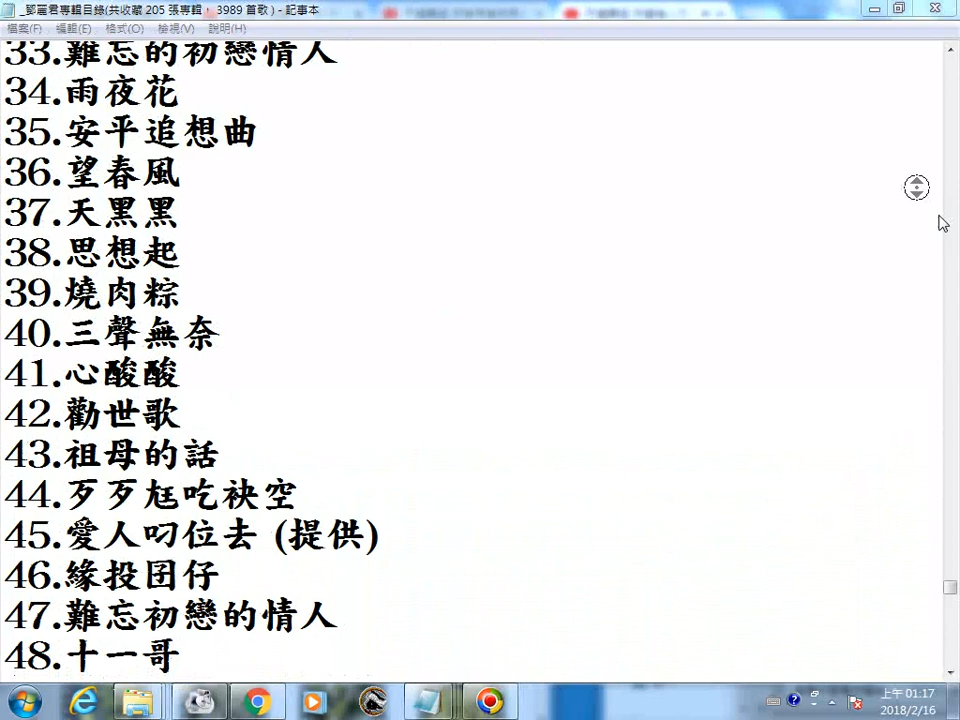 _鄧麗君專輯目錄(共收藏 205 張專輯， 3989 首歌 ) - 記事本
檔案(F) 編輯(E) 格式(O) 檢視(V) 說明(H)
33.難忘的初戀情人
34.雨夜花
35.安平追想曲
36.望春風
37.天黑黑
38.思想起
39.燒肉粽
40.三聲無奈
41.心酸酸
42.勸世歌
43.祖母的話
44.歹歹尪吃袂空
45.愛人叼位去 (提供)
46.緣投囝仔
47.難忘初戀的情人
48.十一哥
上午 01:17
2018/2/16